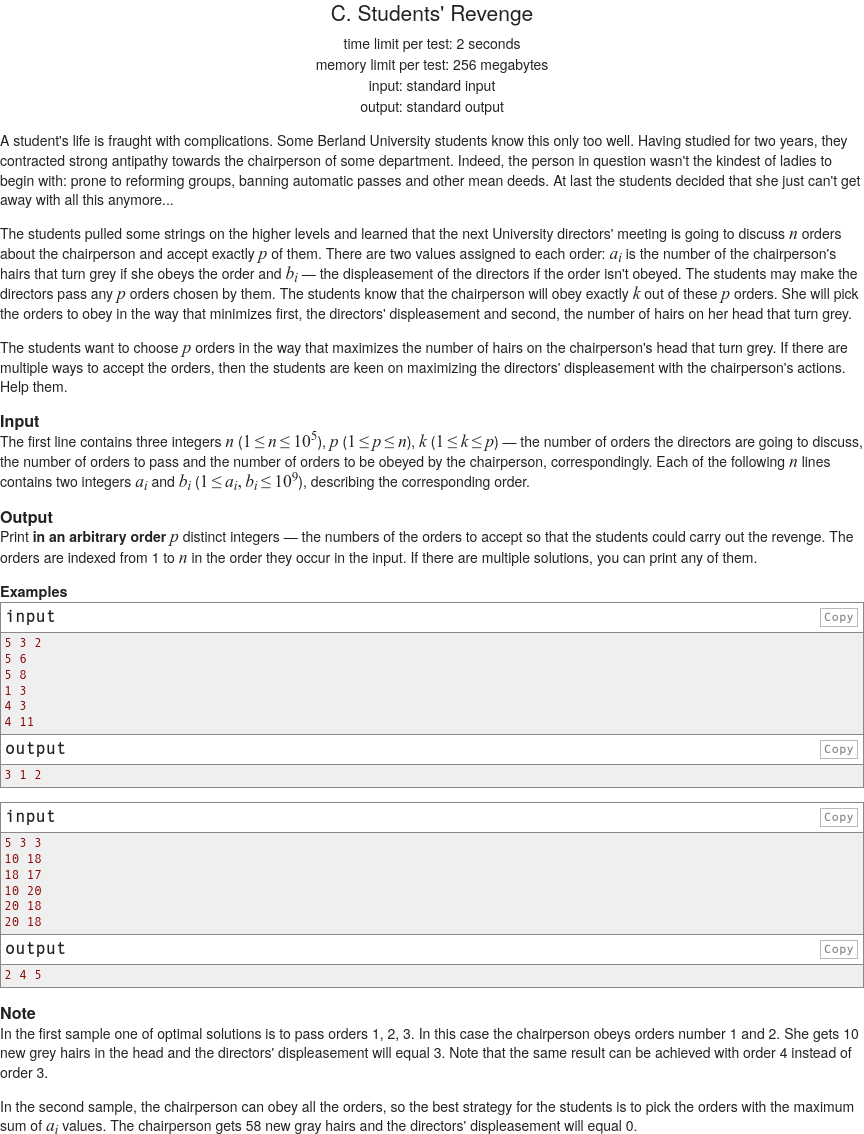 C. Students' Revenge
time limit per test: 2 seconds
memory limit per test: 256 megabytes
input: standard input
output: standard output
A student's life is fraught with complications. Some Berland University students know this only too well. Having studied for two years, they
contracted strong antipathy towards the chairperson of some department. Indeed, the person in question wasn't the kindest of ladies to
begin with: prone to reforming groups, banning automatic passes and other mean deeds. At last the students decided that she just can't get
away with all this anymore...
The students pulled some strings on the higher levels and learned that the next University directors' meeting is going to discuss n orders
about the chairperson and accept exactly p of them. There are two values assigned to each order: a_i is the number of the chairperson's
hairs that turn grey if she obeys the order and b_i — the displeasement of the directors if the order isn't obeyed. The students may make the
directors pass any p orders chosen by them. The students know that the chairperson will obey exactly k out of these p orders. She will pick
the orders to obey in the way that minimizes first, the directors' displeasement and second, the number of hairs on her head that turn grey.
The students want to choose p orders in the way that maximizes the number of hairs on the chairperson's head that turn grey. If there are
multiple ways to accept the orders, then the students are keen on maximizing the directors' displeasement with the chairperson's actions.
Help them.
Input
The first line contains three integers n (1 ≤ n ≤ 10^5), p (1 ≤ p ≤ n), k (1 ≤ k ≤ p) — the number of orders the directors are going to discuss,
the number of orders to pass and the number of orders to be obeyed by the chairperson, correspondingly. Each of the following n lines
contains two integers a_i and b_i (1 ≤ a_i, b_i ≤ 10^9), describing the corresponding order.
Output
Print in an arbitrary order p distinct integers — the numbers of the orders to accept so that the students could carry out the revenge. The
orders are indexed from 1 to n in the order they occur in the input. If there are multiple solutions, you can print any of them.
Examples
input Copy
5 3 2
5 6
5 8
1 3
4 3
4 11
output Copy
3 1 2
input Copy
5 3 3
10 18
18 17
10 20
20 18
20 18
output Copy
2 4 5
Note
In the first sample one of optimal solutions is to pass orders 1, 2, 3. In this case the chairperson obeys orders number 1 and 2. She gets 10
new grey hairs in the head and the directors' displeasement will equal 3. Note that the same result can be achieved with order 4 instead of
order 3.
In the second sample, the chairperson can obey all the orders, so the best strategy for the students is to pick the orders with the maximum
sum of a_i values. The chairperson gets 58 new gray hairs and the directors' displeasement will equal 0.